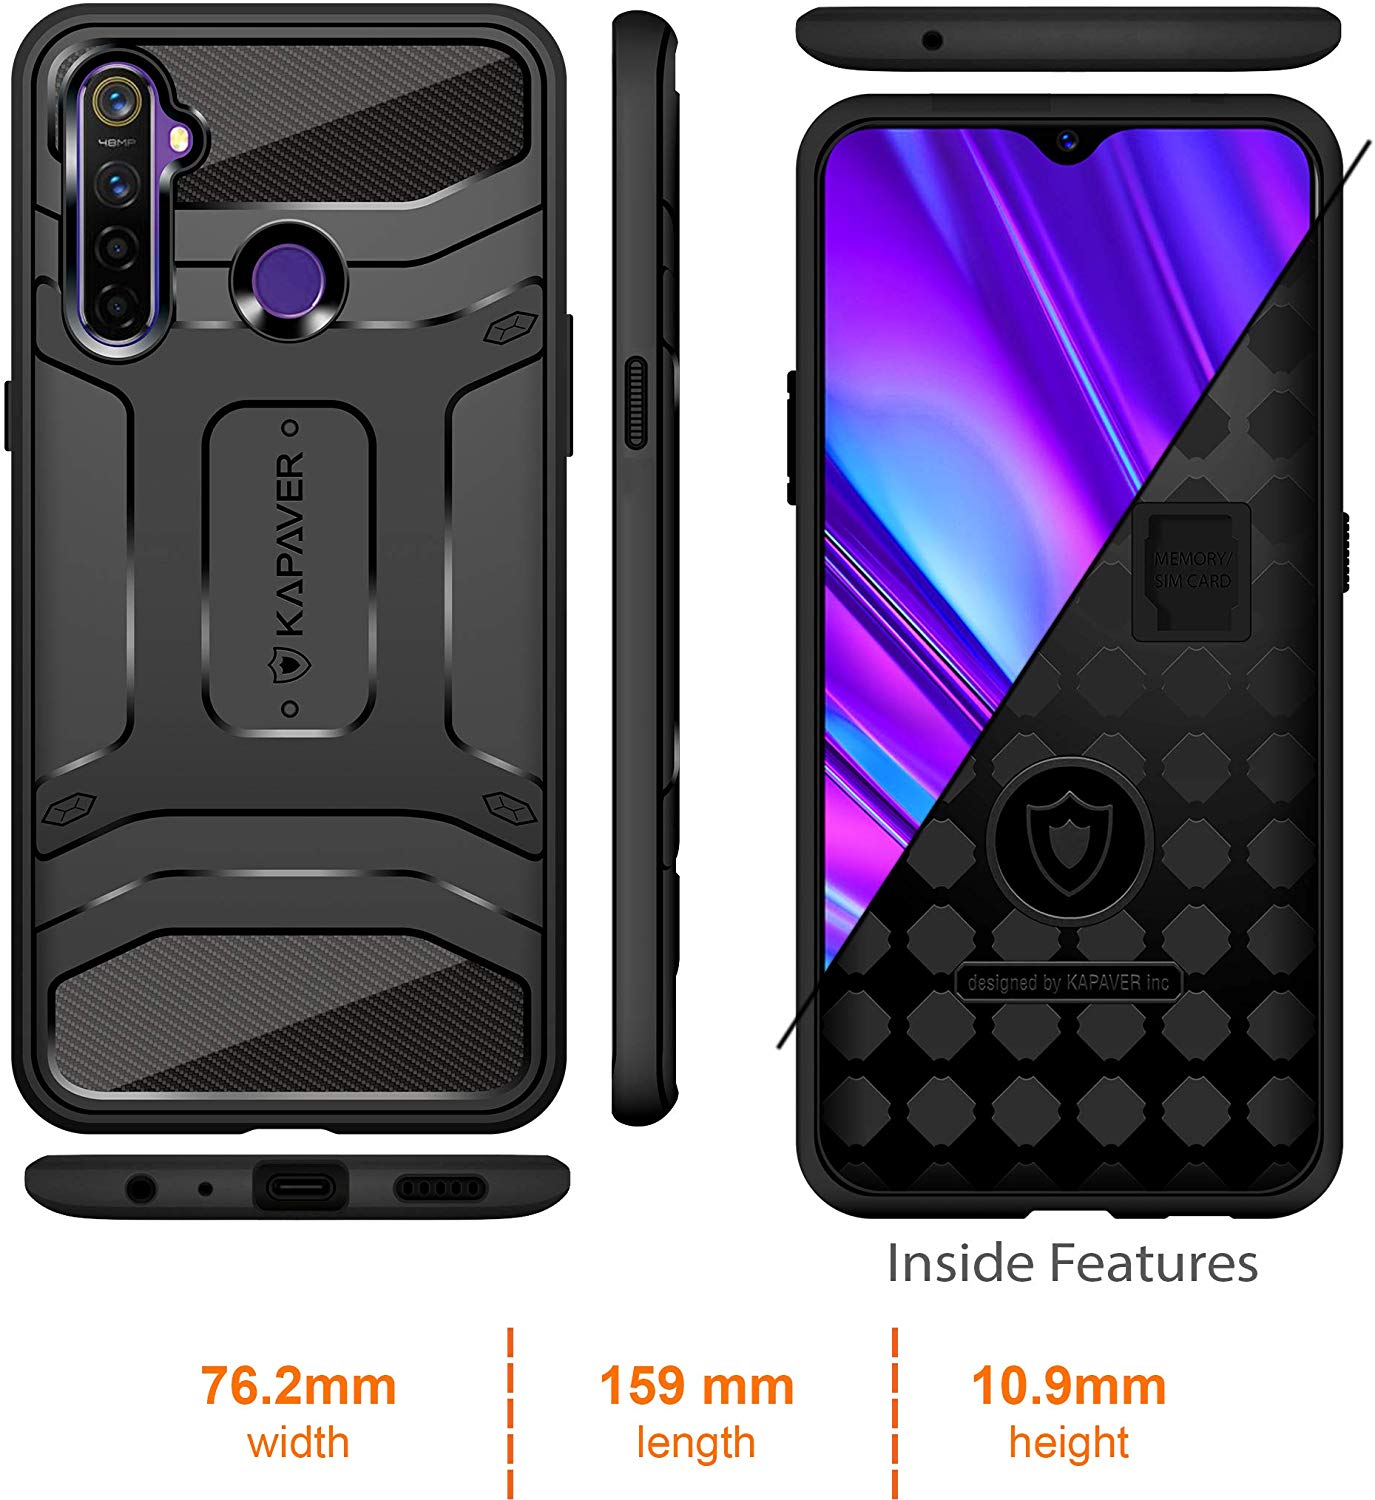 48MP
KAPAVER
MEMORY/
SIM CARD
designed by KAPAVER inc
Inside Features
76.2mm
width
159 mm
length
10.9mm
height